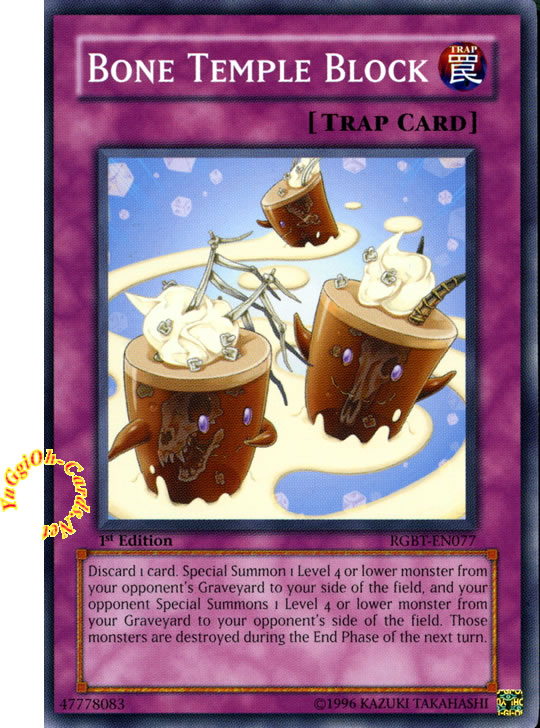 BONE TEMPLE BLOCK
TRAP
罠
[TRAP CARD]
YuGgiOh-Cards.Net
1st Edition
RGBT-EN077
Discard 1 card. Special Summon 1 Level 4 or lower monster from
your opponent's Graveyard to your side of the field, and your
opponent Special Summons 1 Level 4 or lower monster from
your Graveyard to your opponent's side of the field. Those
monsters are destroyed during the End Phase of the next turn.
47778083
©1996 KAZUKI TAKAHASHI